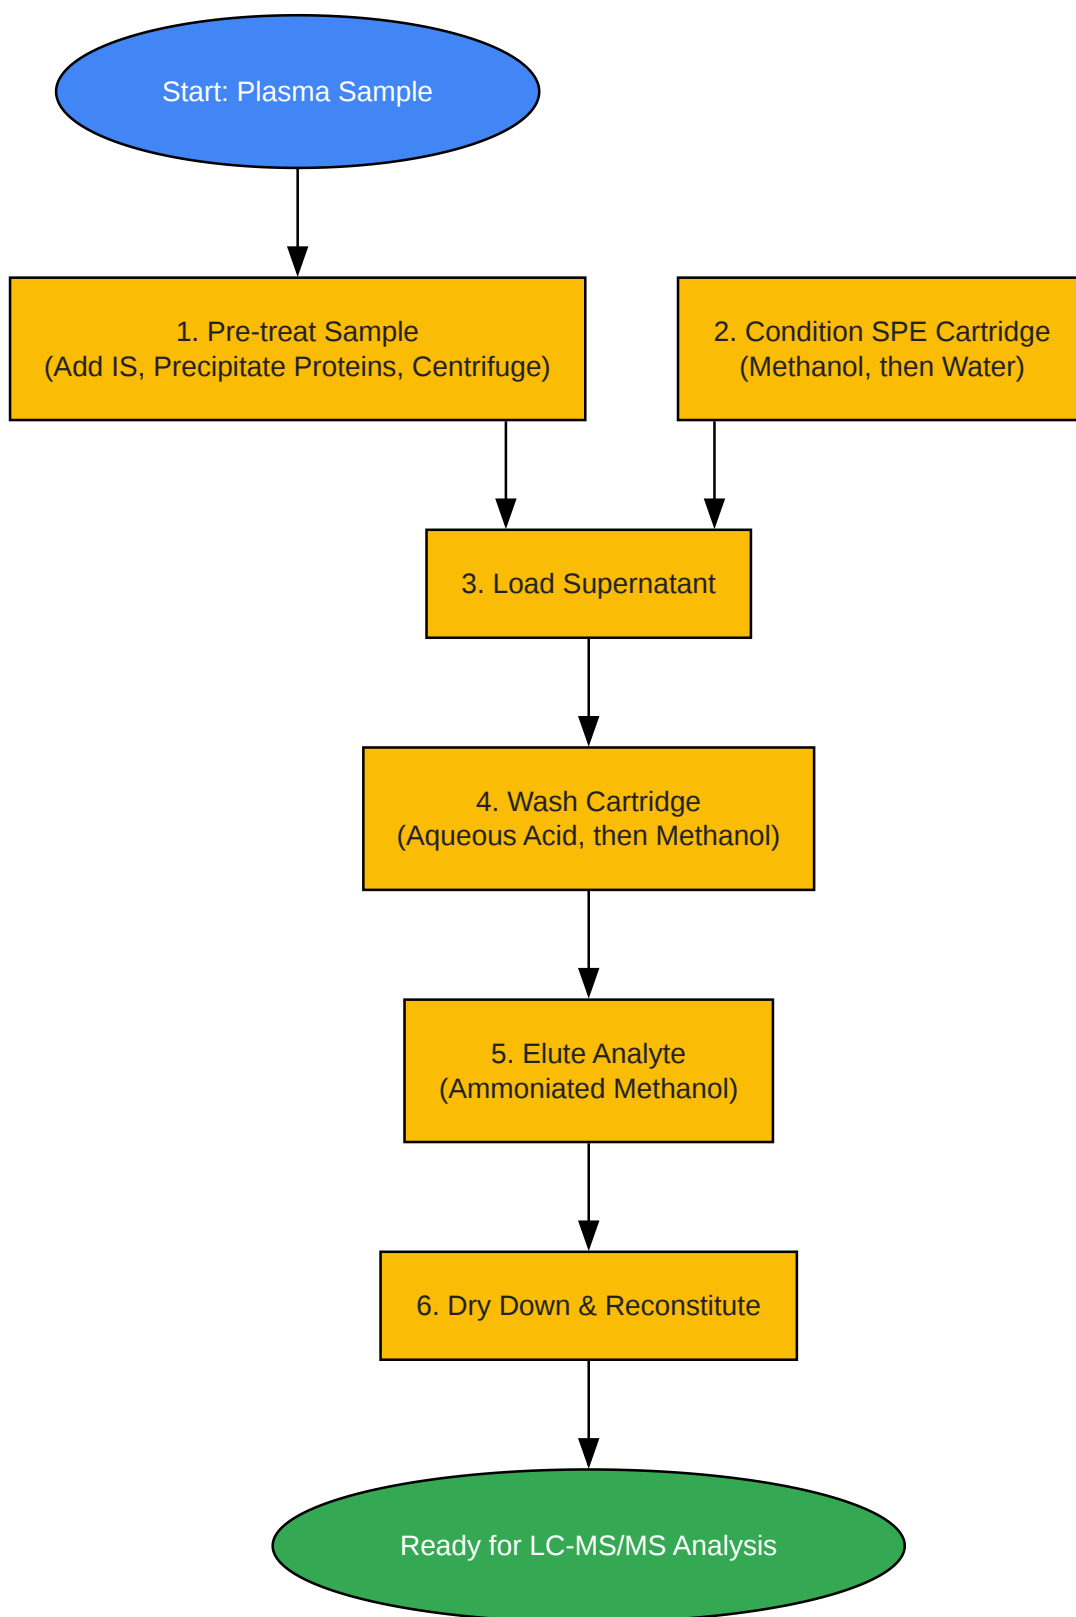 Start: Plasma Sample
1. Pre-treat Sample
(Add IS, Precipitate Proteins, Centrifuge)
2. Condition SPE Cartridge
(Methanol, then Water)
3. Load Supernatant
4. Wash Cartridge
(Aqueous Acid, then Methanol)
5. Elute Analyte
(Ammoniated Methanol)
6. Dry Down & Reconstitute
Ready for LC-MS/MS Analysis